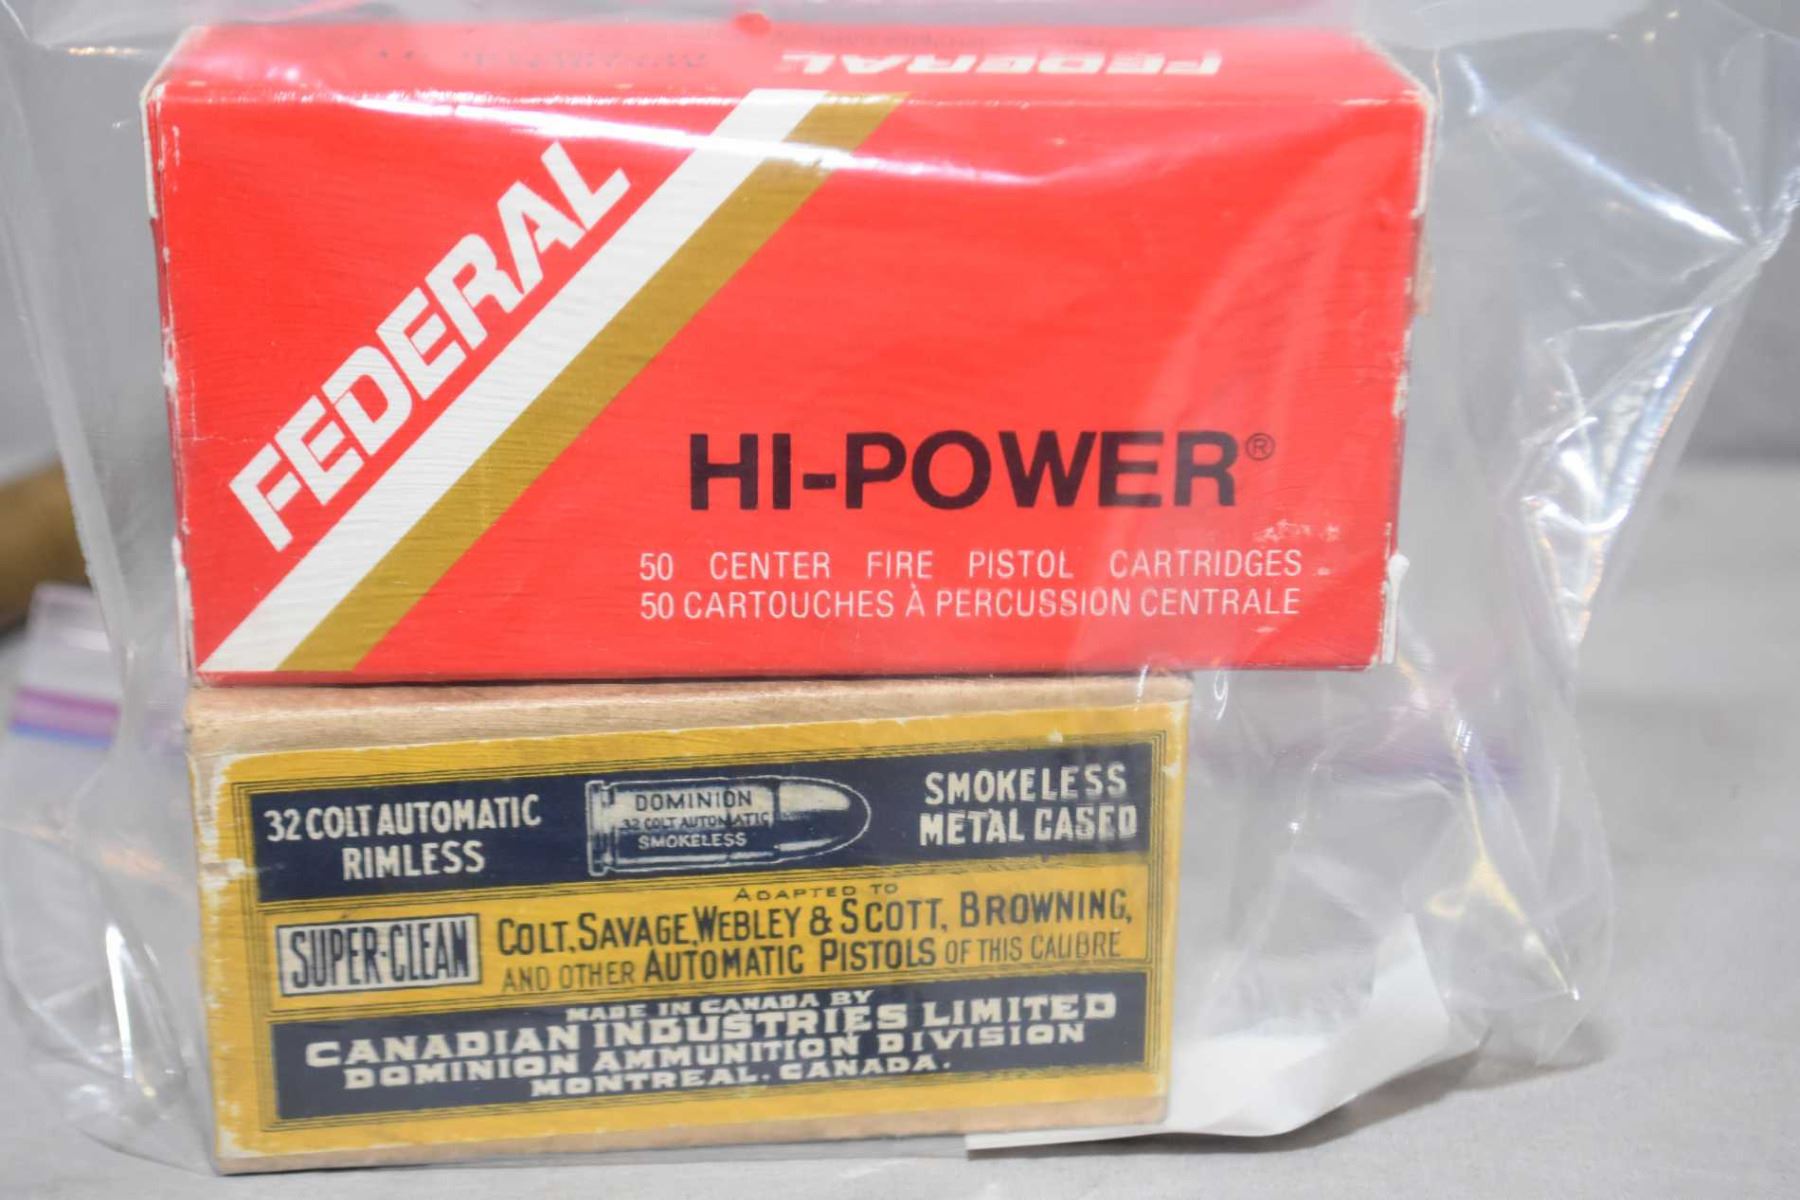 FEDERAL
FEDERAL
HI-POWER®
50 CENTER FIRE PISTOL CARTRIDGES
50 CARTOUCHES À PERCUSSION CENTRALE
32 COLT AUTOMATIC
RIMLESS
DOMINION
32 COLT AUTOMATIC
SMOKELESS
SMOKELESS
METAL CASED
SUPER-CLEAN
ADAPTED TO
COLT, SAVAGE, WEBLEY & SCOTT, BROWNING,
AND OTHER AUTOMATIC PISTOLS OF THIS CALIBRE
MADE IN CANADA BY
CANADIAN INDUSTRIES LIMITED
DOMINION AMMUNITION DIVISION
MONTREAL, CANADA.